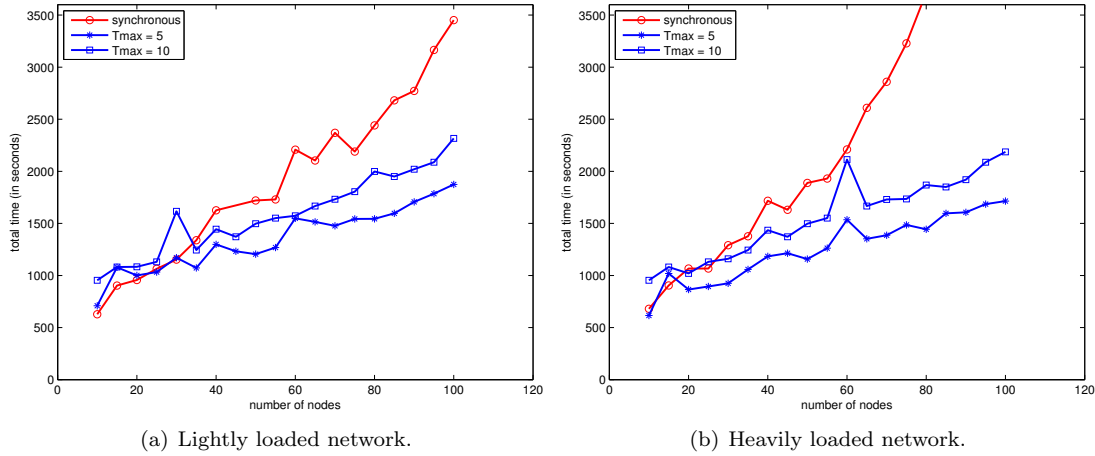 synchronous
Tmax = 5
Tmax = 10
3500
3000
2500
2000
1500
1000
500
0
total time (in seconds)
0 20 40 60 80 100 120
number of nodes
(a) Lightly loaded network.
synchronous
Tmax = 5
Tmax = 10
3500
3000
2500
2000
1500
1000
500
0
total time (in seconds)
0 20 40 60 80 100 120
number of nodes
(b) Heavily loaded network.